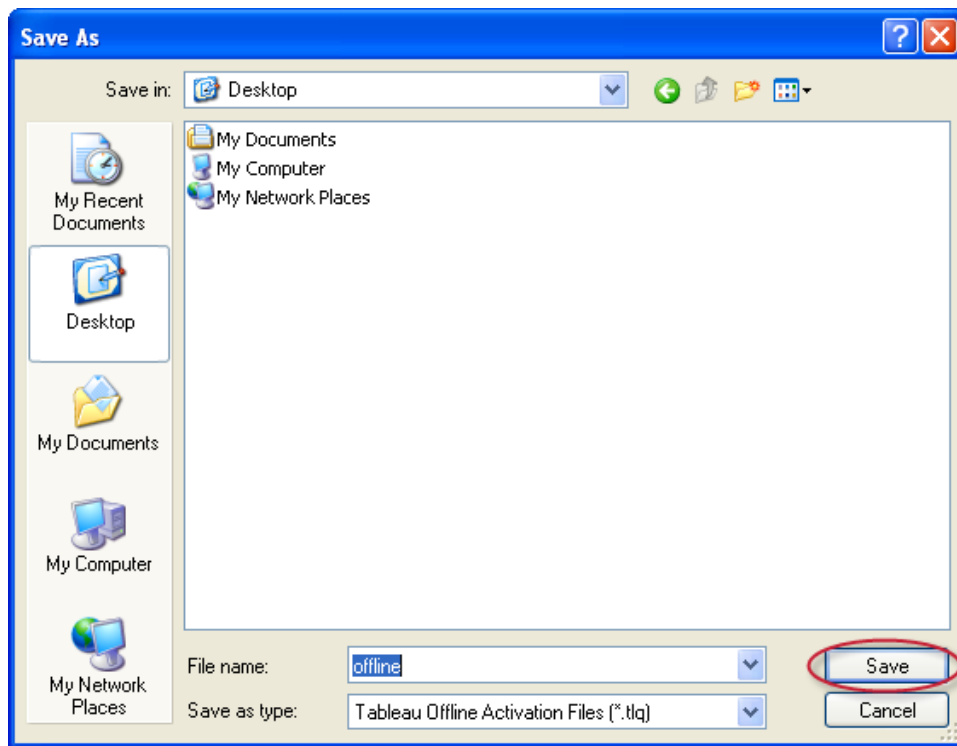 Save As
Save in:
Desktop
My Documents
My Computer
My Network Places
My Recent
Documents
Desktop
My Documents
My Computer
My Network
Places
File name:
offline
Save
Save as type:
Tableau Offline Activation Files (*.tlq)
Cancel